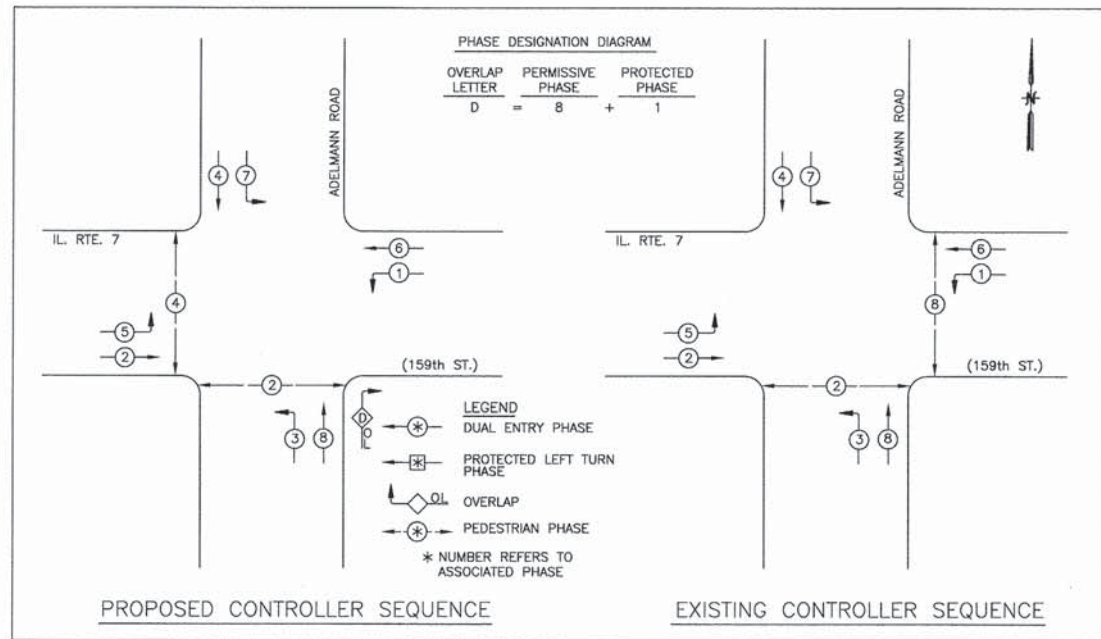 PHASE DESIGNATION DIAGRAM
OVERLAP LETTER PERMISSIVE PHASE PROTECTED PHASE
D = 8 + 1
N
ADELMANN ROAD
4 7
IL. RTE. 7
6
1
4
5
2
(159th ST.)
2
3 8
D OL
LEGEND
* DUAL ENTRY PHASE
* PROTECTED LEFT TURN
PHASE
OL OVERLAP
* PEDESTRIAN PHASE
* NUMBER REFERS TO
ASSOCIATED PHASE
PROPOSED CONTROLLER SEQUENCE
ADELMANN ROAD
4 7
IL. RTE. 7
6
1
8
5
2
(159th ST.)
2
3 8
EXISTING CONTROLLER SEQUENCE